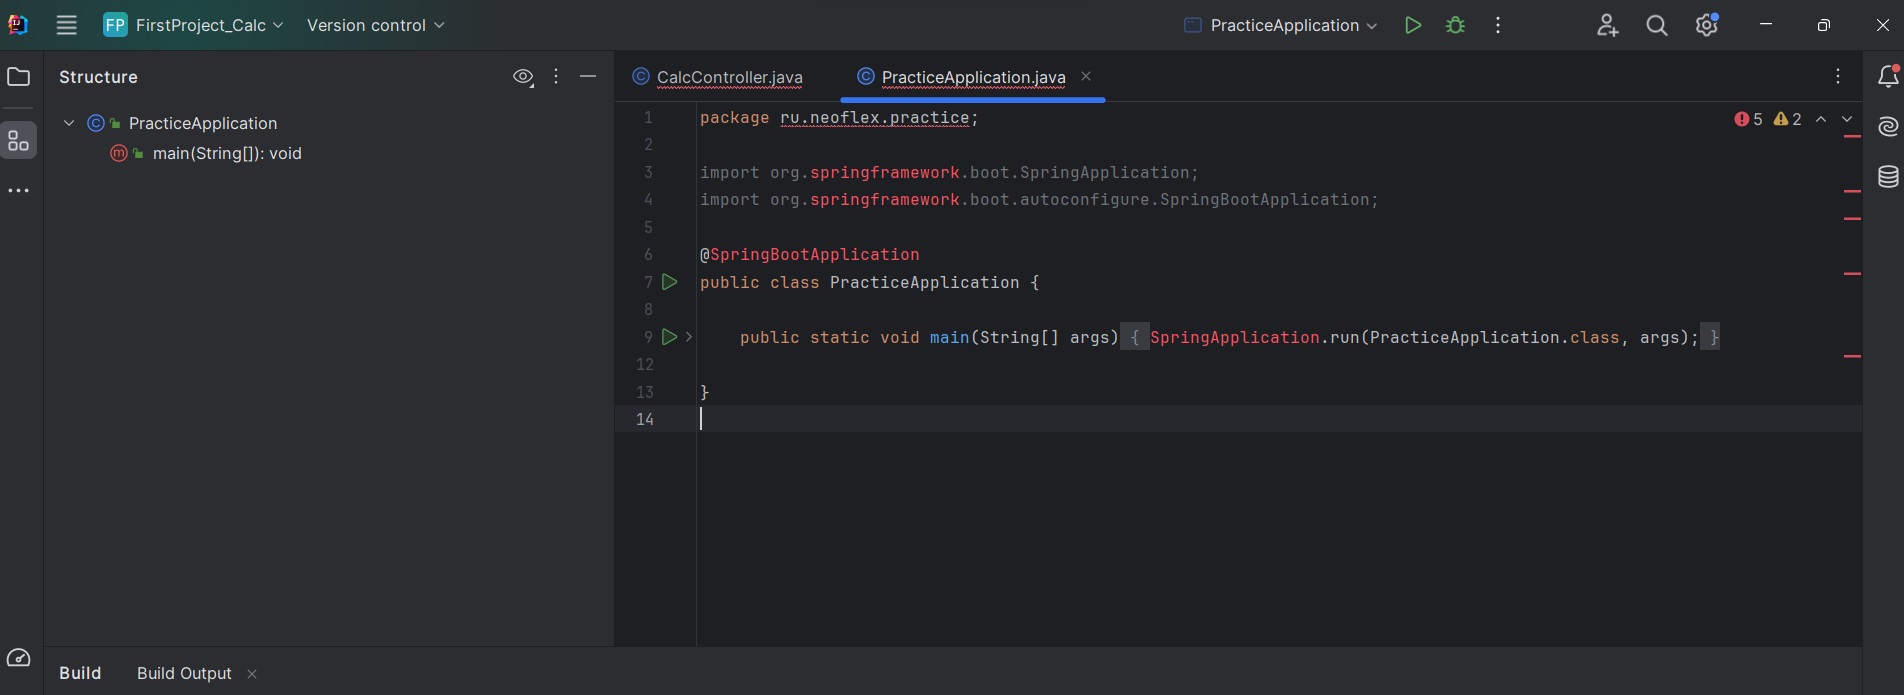 FP FirstProject_Calc Version control PracticeApplication
Structure
CalcController.java PracticeApplication.java
PracticeApplication
main(String[]): void
5 2
1 package ru.neoflex.practice;
2
3 import org.springframework.boot.SpringApplication;
4 import org.springframework.boot.autoconfigure.SpringBootApplication;
5
6 @SpringBootApplication
7 public class PracticeApplication {
8
9 public static void main(String[] args) { SpringApplication.run(PracticeApplication.class, args); }
12
13 }
14
Build Build Output